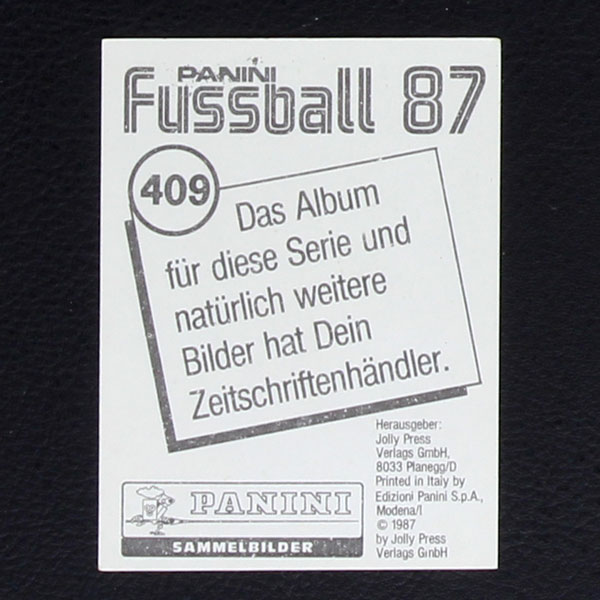 PANINI
Fussball 87
409
Das Album
für diese Serie und
natürlich weitere
Bilder hat Dein
Zeitschriftenhändler.
Herausgeber:
Jolly Press
Verlags GmbH,
8033 Planegg/D
Printed in Italy by
Edizioni Panini S.p.A.,
Modena/I
© 1987
by Jolly Press
Verlags GmbH
PANINI
SAMMELBILDER